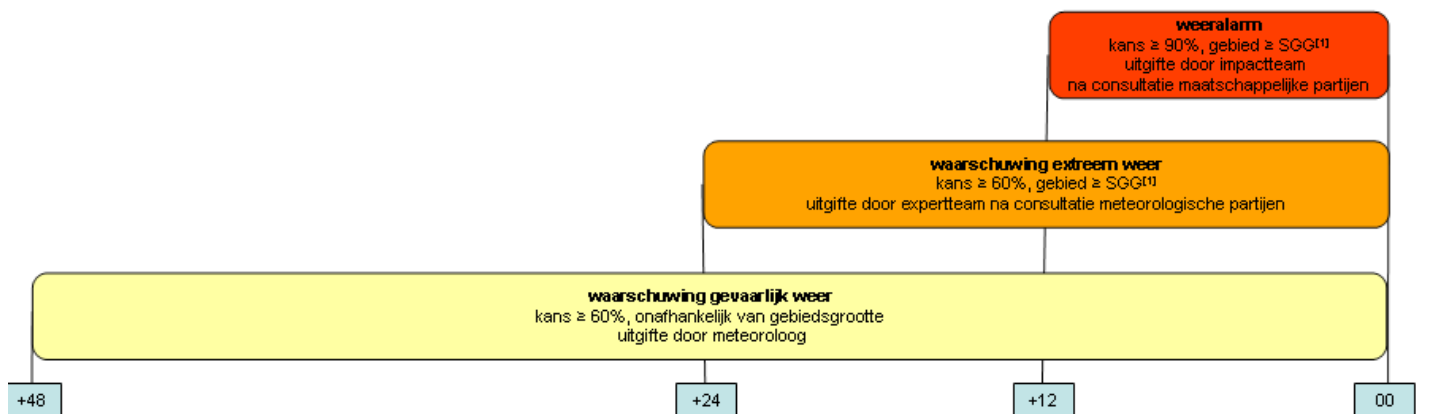 weeralarm
kans ≥ 90%, gebied ≥ SGG[1]
uitgifte door impactteam
na consultatie maatschappelijke partijen
waarschuwing extreem weer
kans ≥ 60%, gebied ≥ SGG[1]
uitgifte door expertteam na consultatie meteorologische partijen
waarschuwing gevaarlijk weer
kans ≥ 60%, onafhankelijk van gebiedsgrootte
uitgifte door meteoroloog
+48
+24
+12
00